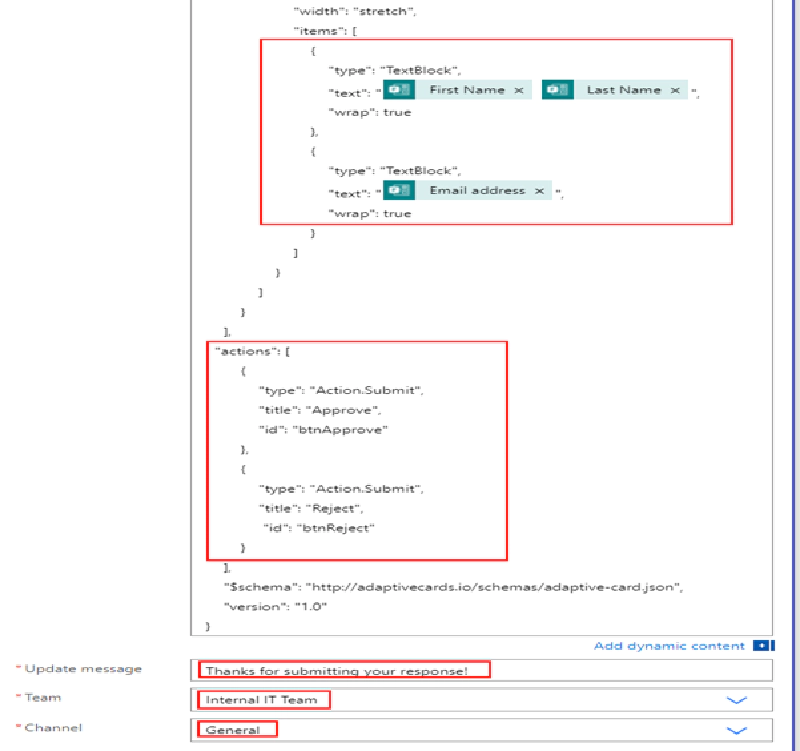 "width": "stretch",
"items": [
{
"type": "TextBlock",
"text": " First Name × Last Name × ",
"wrap": true
},
{
"type": "TextBlock",
"text": " Email address × ",
"wrap": true
}
]
}
]
}
],
"actions": [
{
"type": "Action.Submit",
"title": "Approve",
"id": "btnApprove"
},
{
"type": "Action.Submit",
"title": "Reject",
"id": "btnReject"
}
],
"$schema": "http://adaptivecards.io/schemas/adaptive-card.json",
"version": "1.0"
}
Add dynamic content
* Update message Thanks for submitting your response!
* Team Internal IT Team
* Channel General